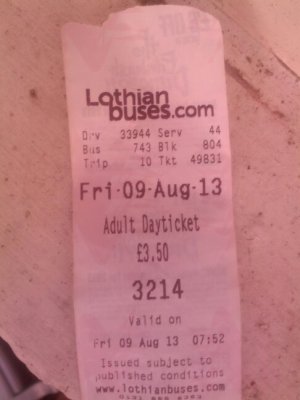 Lothian
buses.com
Drv 33944 Serv 44
Bus 743 Blk 804
Trip 10 Tkt 49831
Fri-09-Aug-13
Adult Dayticket
£3.50
3214
Valid on
Fri 09 Aug 13 07:52
Issued subject to
published conditions
www.lothianbuses.com